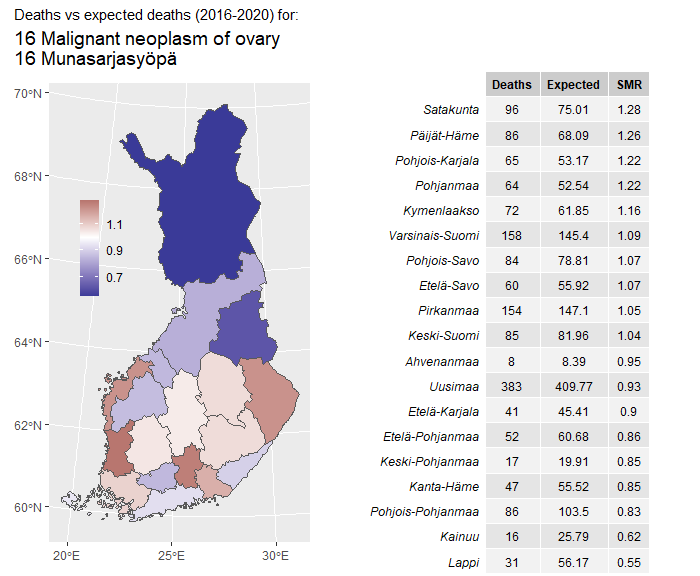 Deaths vs expected deaths (2016-2020) for:
16 Malignant neoplasm of ovary
16 Munasarjasyöpä
70°N
68°N
66°N
64°N
62°N
60°N
20°E 25°E 30°E
1.1
0.9
0.7
Deaths Expected SMR
Satakunta 96 75.01 1.28
Päijät-Häme 86 68.09 1.26
Pohjois-Karjala 65 53.17 1.22
Pohjanmaa 64 52.54 1.22
Kymenlaakso 72 61.85 1.16
Varsinais-Suomi 158 145.4 1.09
Pohjois-Savo 84 78.81 1.07
Etelä-Savo 60 55.92 1.07
Pirkanmaa 154 147.1 1.05
Keski-Suomi 85 81.96 1.04
Ahvenanmaa 8 8.39 0.95
Uusimaa 383 409.77 0.93
Etelä-Karjala 41 45.41 0.9
Etelä-Pohjanmaa 52 60.68 0.86
Keski-Pohjanmaa 17 19.91 0.85
Kanta-Häme 47 55.52 0.85
Pohjois-Pohjanmaa 86 103.5 0.83
Kainuu 16 25.79 0.62
Lappi 31 56.17 0.55